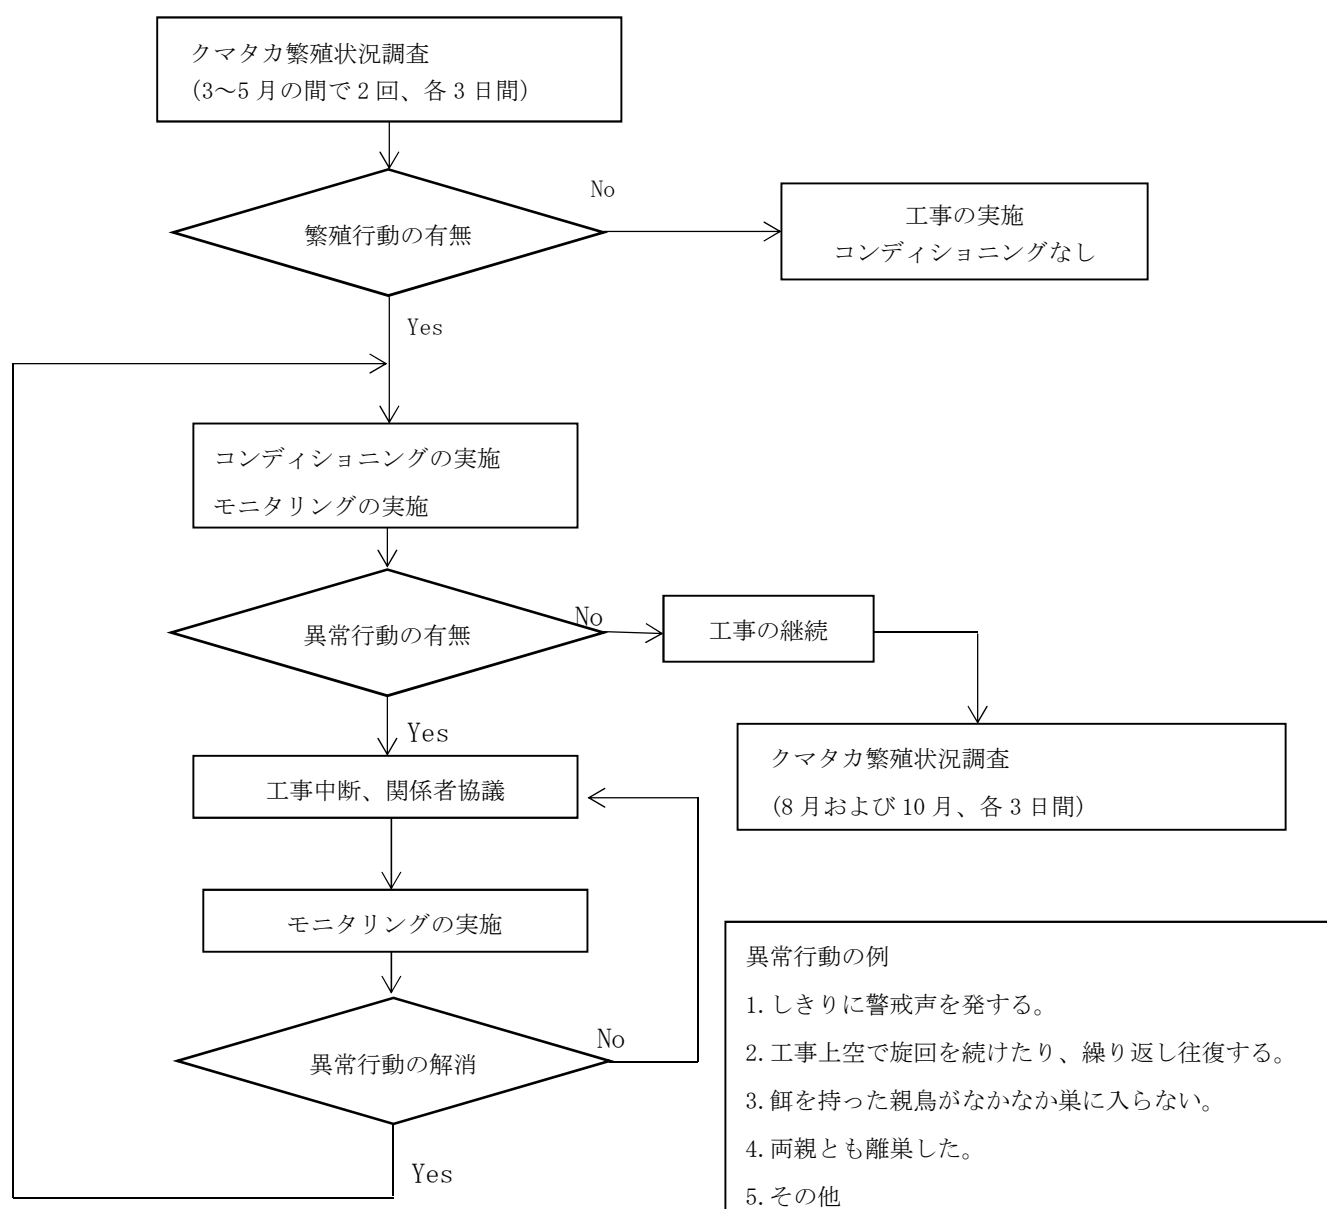 クマタカ繁殖状況調査
(3～5月の間で2回、各3日間)
繁殖行動の有無
No
工事の実施
コンディショニングなし
Yes
コンディショニングの実施
モニタリングの実施
異常行動の有無
No
工事の継続
クマタカ繁殖状況調査
(8月および10月、各3日間)
Yes
工事中断、関係者協議
モニタリングの実施
異常行動の解消
No
Yes
異常行動の例
1.しきりに警戒声を発する。
2.工事上空で旋回を続けたり、繰り返し往復する。
3.餌を持った親鳥がなかなか巣に入らない。
4.両親とも離巣した。
5.その他